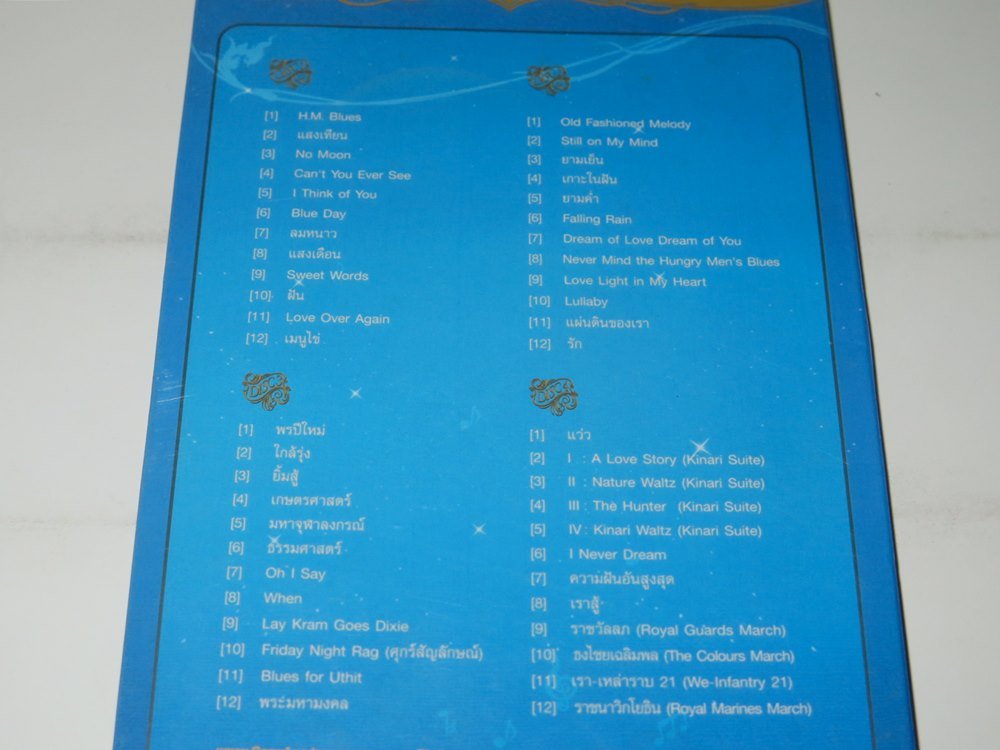 [1] H.M. Blues
[2] แสงเทียน
[3] No Moon
[4] Can't You Ever See
[5] I Think of You
[6] Blue Day
[7] ลมหนาว
[8] แสงเดือน
[9] Sweet Words
[10] ฝัน
[11] Love Over Again
[12] เมนูไข่
[1] Old Fashioned Melody
[2] Still on My Mind
[3] ยามเย็น
[4] เกาะในฝัน
[5] ยามค่ำ
[6] Falling Rain
[7] Dream of Love Dream of You
[8] Never Mind the Hungry Men's Blues
[9] Love Light in My Heart
[10] Lullaby
[11] แผ่นดินของเรา
[12] รัก
DISC 3
[1] พรปีใหม่
[2] ใกล้รุ่ง
[3] ยิ้มสู้
[4] เกษตรศาสตร์
[5] มหาจุฬาลงกรณ์
[6] ธรรมศาสตร์
[7] Oh I Say
[8] When
[9] Lay Kram Goes Dixie
[10] Friday Night Rag (ศุกร์สัญลักษณ์)
[11] Blues for Uthit
[12] พระมหามงคล
DISC 4
[1] แว่ว
[2] I : A Love Story (Kinari Suite)
[3] II : Nature Waltz (Kinari Suite)
[4] III : The Hunter (Kinari Suite)
[5] IV : Kinari Waltz (Kinari Suite)
[6] I Never Dream
[7] ความฝันอันสูงสุด
[8] เราสู้
[9] ราชวัลลภ (Royal Guards March)
[10] ธงไชยเฉลิมพล (The Colours March)
[11] เรา-เหล่าราบ 21 (We-Infantry 21)
[12] ราชนาวิกโยธิน (Royal Marines March)